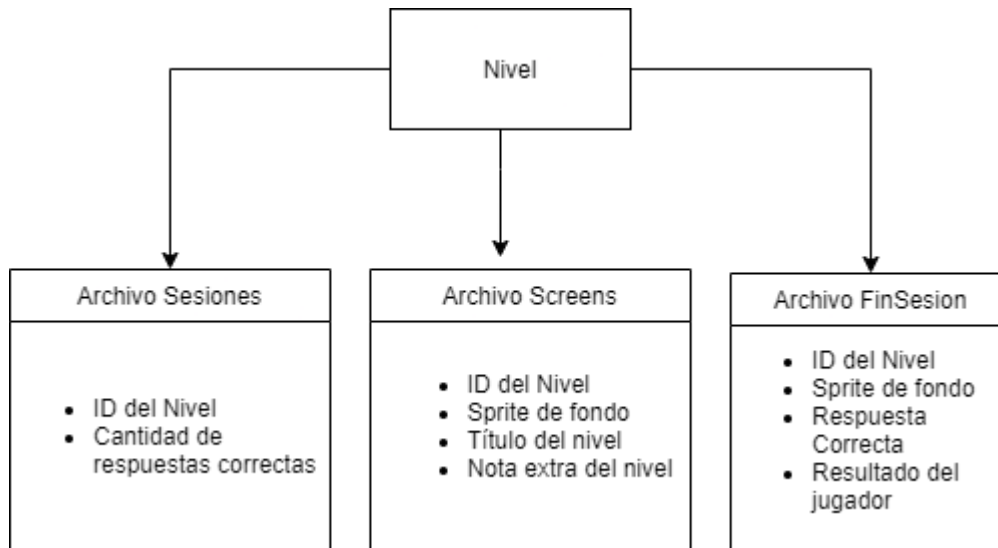 Nivel
Archivo Sesiones
ID del Nivel
Cantidad de
respuestas correctas
Archivo Screens
ID del Nivel
Sprite de fondo
Título del nivel
Nota extra del nivel
Archivo FinSesion
ID del Nivel
Sprite de fondo
Respuesta
Correcta
Resultado del
jugador